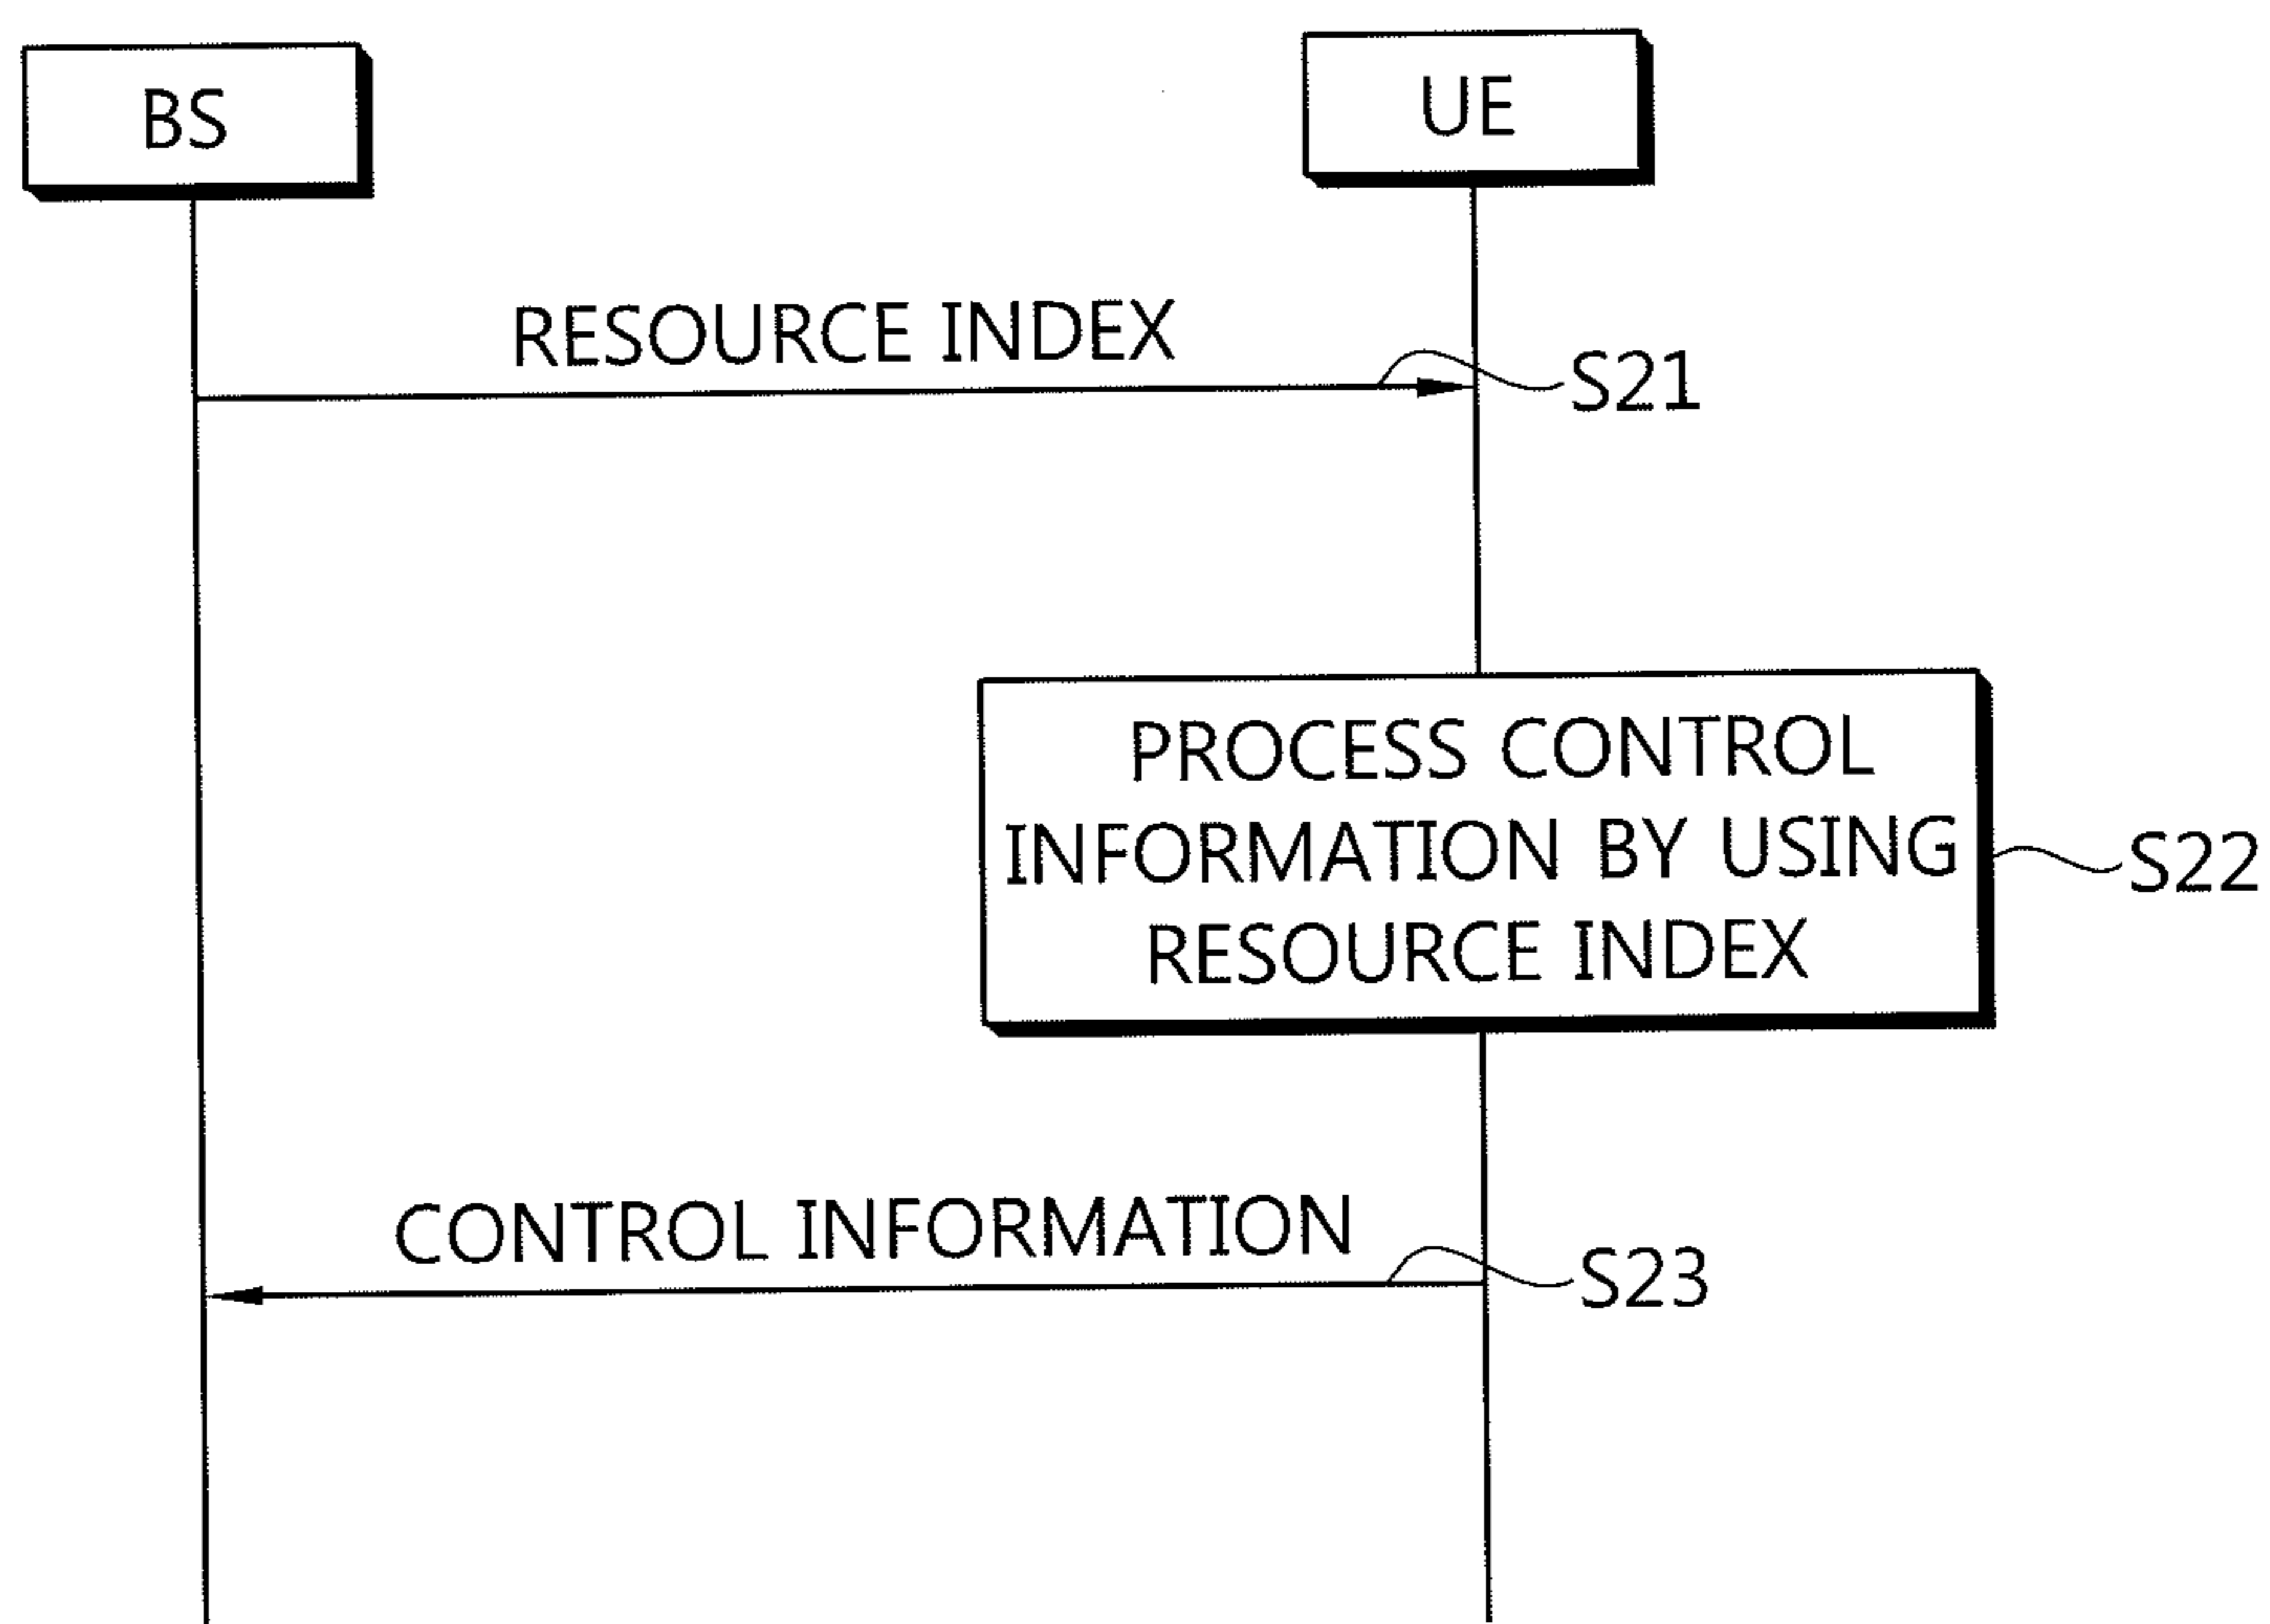 BS
UE
RESOURCE INDEX
S21
PROCESS CONTROL
INFORMATION BY USING
RESOURCE INDEX
S22
CONTROL INFORMATION
S23